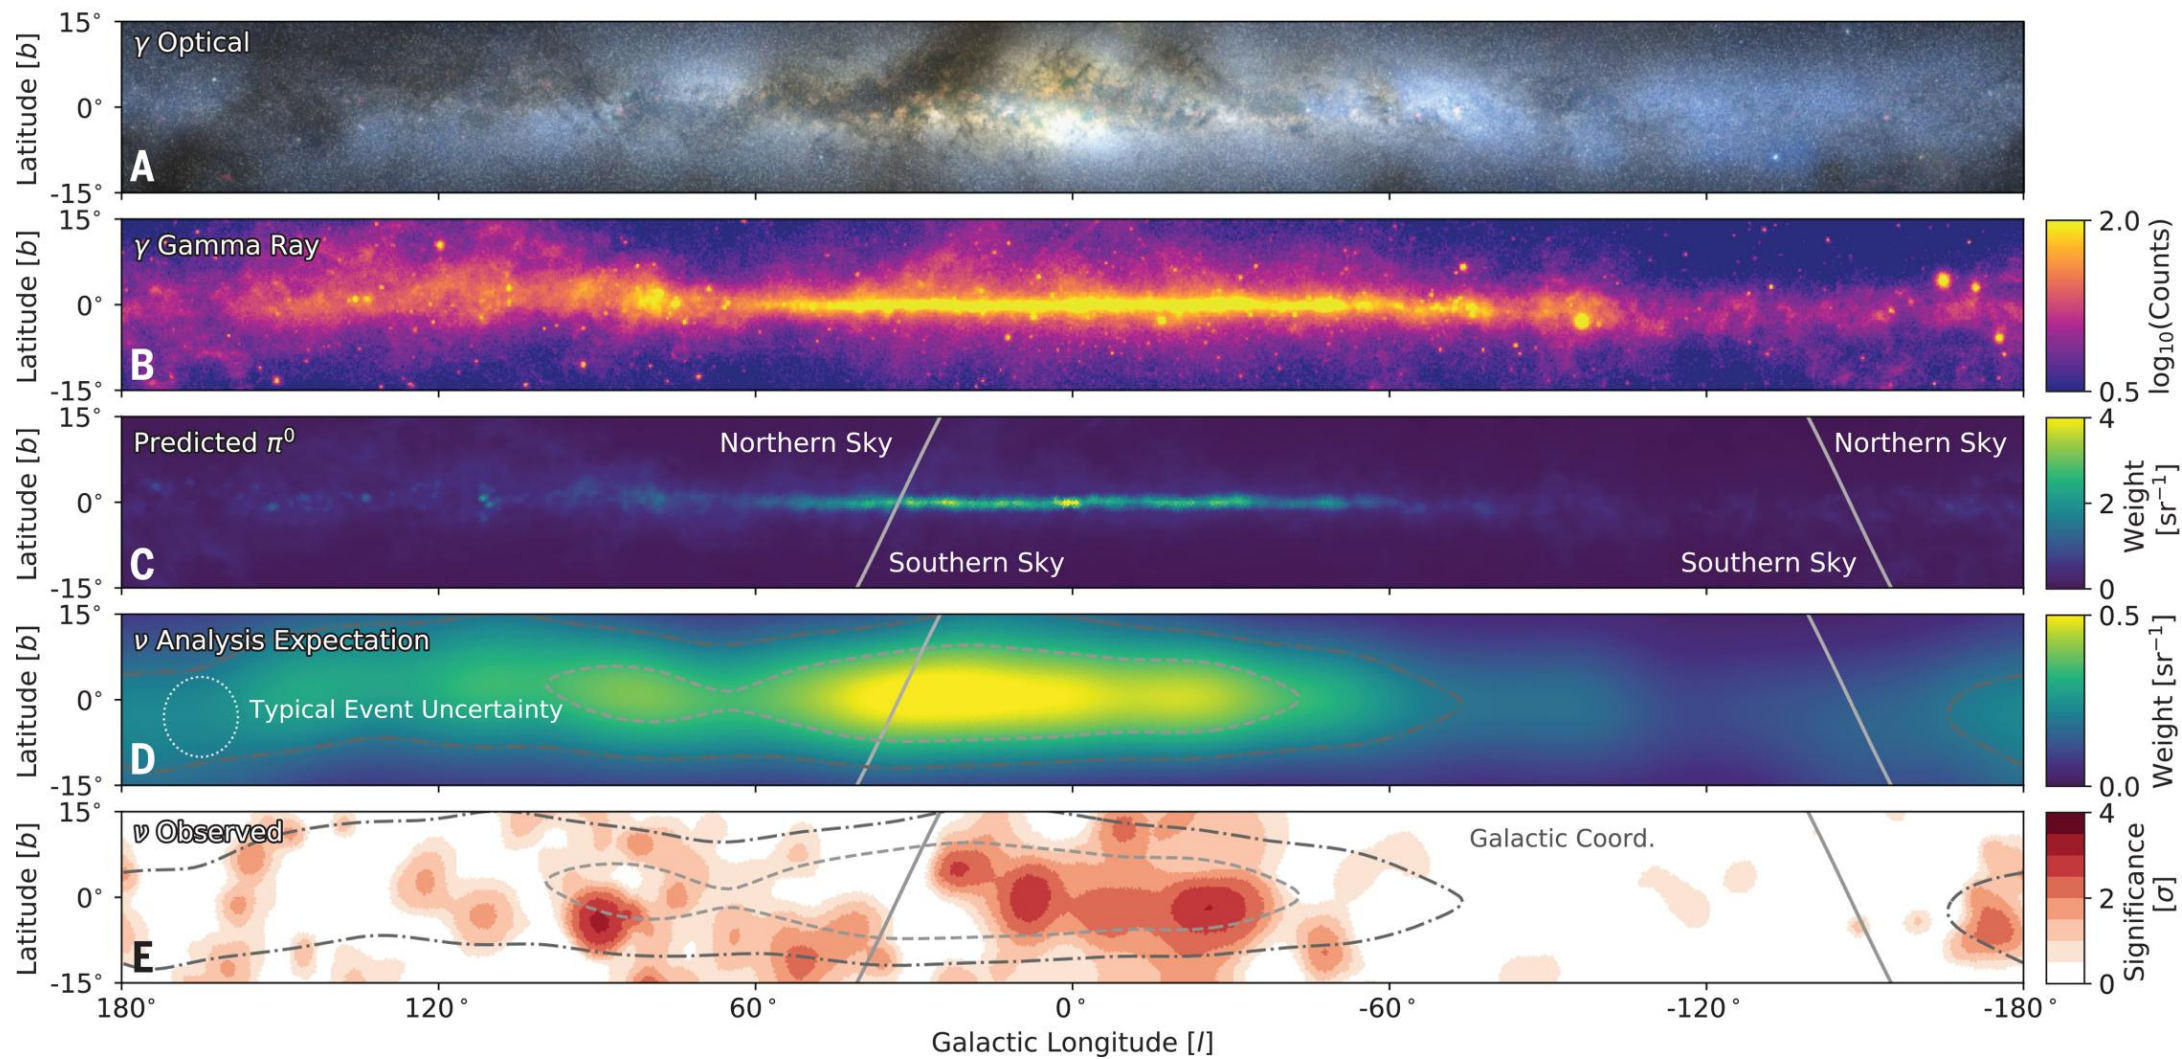 15°
γ Optical
Latitude [b]
0°
A
-15°
15°
γ Gamma Ray
Latitude [b]
0°
B
-15°
2.0
0.5
log₁₀(Counts)
15°
Predicted π⁰
Northern Sky
Northern Sky
Latitude [b]
0°
C
Southern Sky
Southern Sky
-15°
4
2
0
Weight
[sr⁻¹]
15°
ν Analysis Expectation
Latitude [b]
0°
Typical Event Uncertainty
D
-15°
0.5
0.0
Weight [sr⁻¹]
15°
ν Observed
Galactic Coord.
Latitude [b]
0°
E
-15°
4
2
0
Significance
[σ]
180° 120° 60° 0° -60° -120° -180°
Galactic Longitude [l]